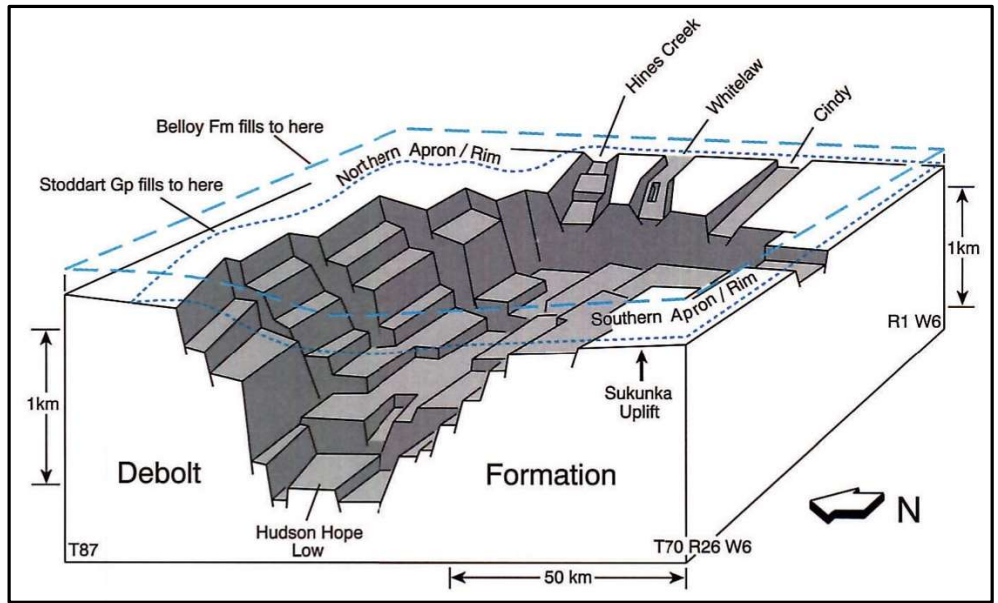 Hines Creek
Whitelaw
Cindy
Belloy Fm fills to here
Northern Apron / Rim
Stoddart Gp fills to here
1km
Southern Apron / Rim
R1 W6
1km
Sukunka
Uplift
Debolt
Formation
N
Hudson Hope
Low
T87
T70 R26 W6
50 km